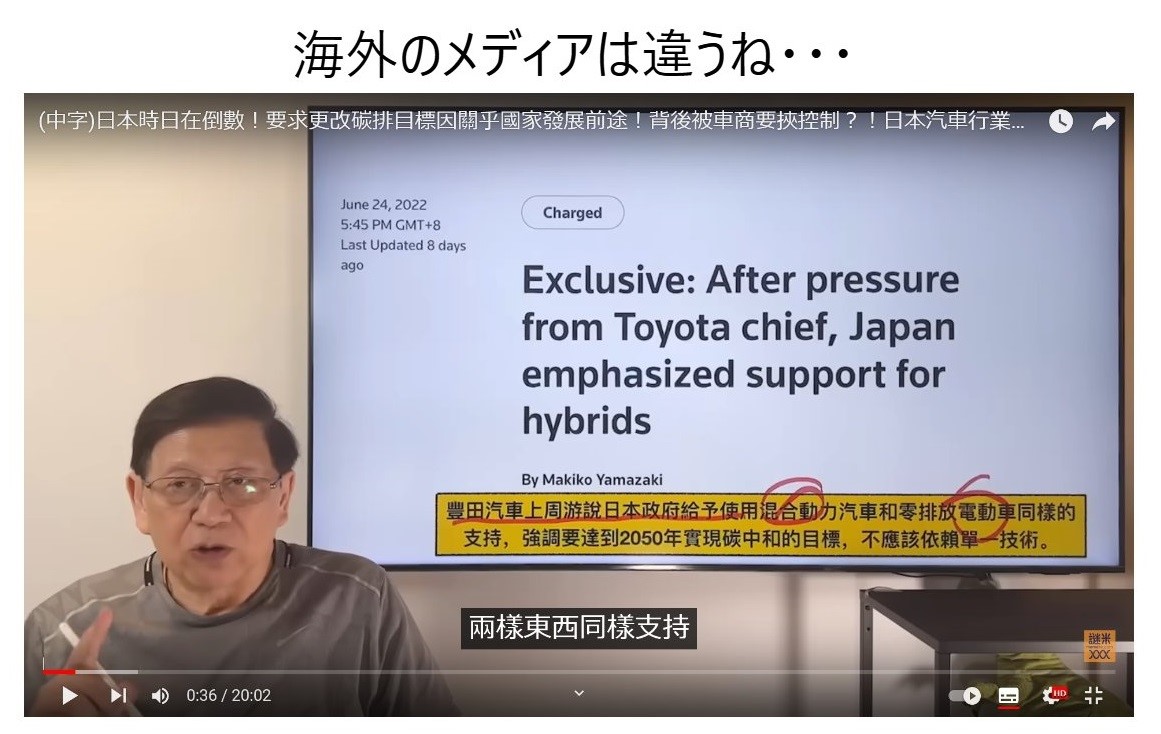 海外のメディアは違うね・・・
(中字)日本時日在倒數！要求更改碳排目標因關乎國家發展前途！背後被車商要挾控制？！日本汽車行業...
June 24, 2022
5:45 PM GMT+8
Last Updated 8 days
ago
Charged
Exclusive: After pressure
from Toyota chief, Japan
emphasized support for
hybrids
By Makiko Yamazaki
豐田汽車上周游說日本政府給予使用混合動力汽車和零排放電動車同樣的
支持，強調要達到2050年實現碳中和的目標，不應該依賴單一技術。
兩樣東西同樣支持
謎米
XXX
0:36 / 20:02
HD